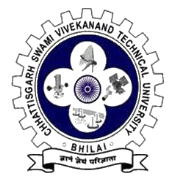 CHHATTISGARH SWAMI VIVEKANAND TECHNICAL UNIVERSITY
· BHILAI ·
ज्ञानं ज्ञेयं परिज्ञाता